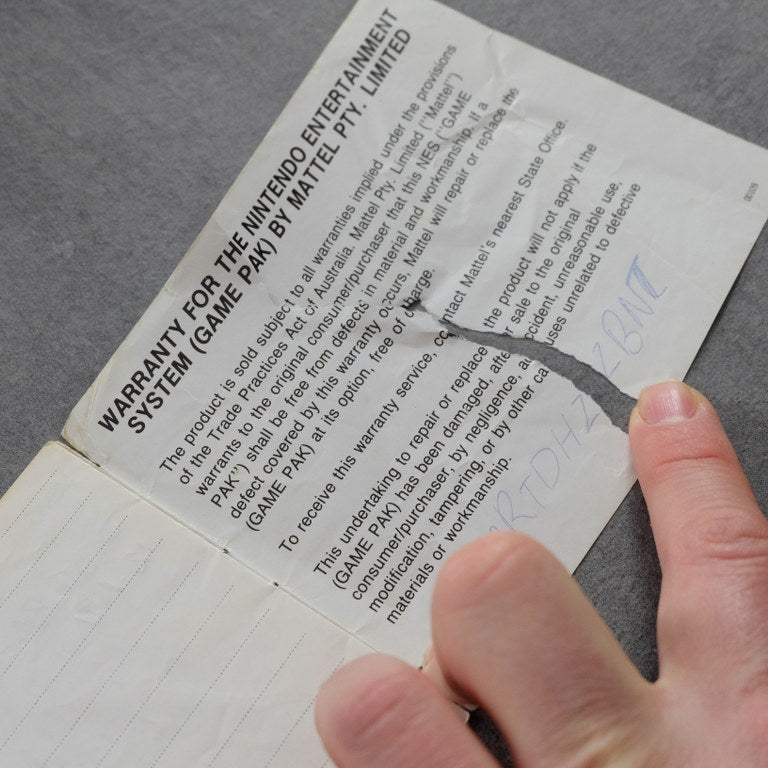 WARRANTY FOR THE NINTENDO ENTERTAINMENT
SYSTEM (GAME PAK) BY MATTEL PTY. LIMITED
The product is sold subject to all warranties implied under the provisions
of the Trade Practices Act of Australia. Mattel Pty. Limited ("Mattel")
warrants to the original consumer/purchaser that this NES ("GAME
PAK") shall be free from defects in material and workmanship. If a
defect covered by this warranty occurs, Mattel will repair or replace the
(GAME PAK) at its option, free of charge.
To receive this warranty service, contact Mattel's nearest State Office.
This undertaking to repair or replace the product will not apply if the
(GAME PAK) has been damaged, after sale to the original
consumer/purchaser, by negligence, accident, unreasonable use,
modification, tampering, or by other causes unrelated to defective
materials or workmanship.